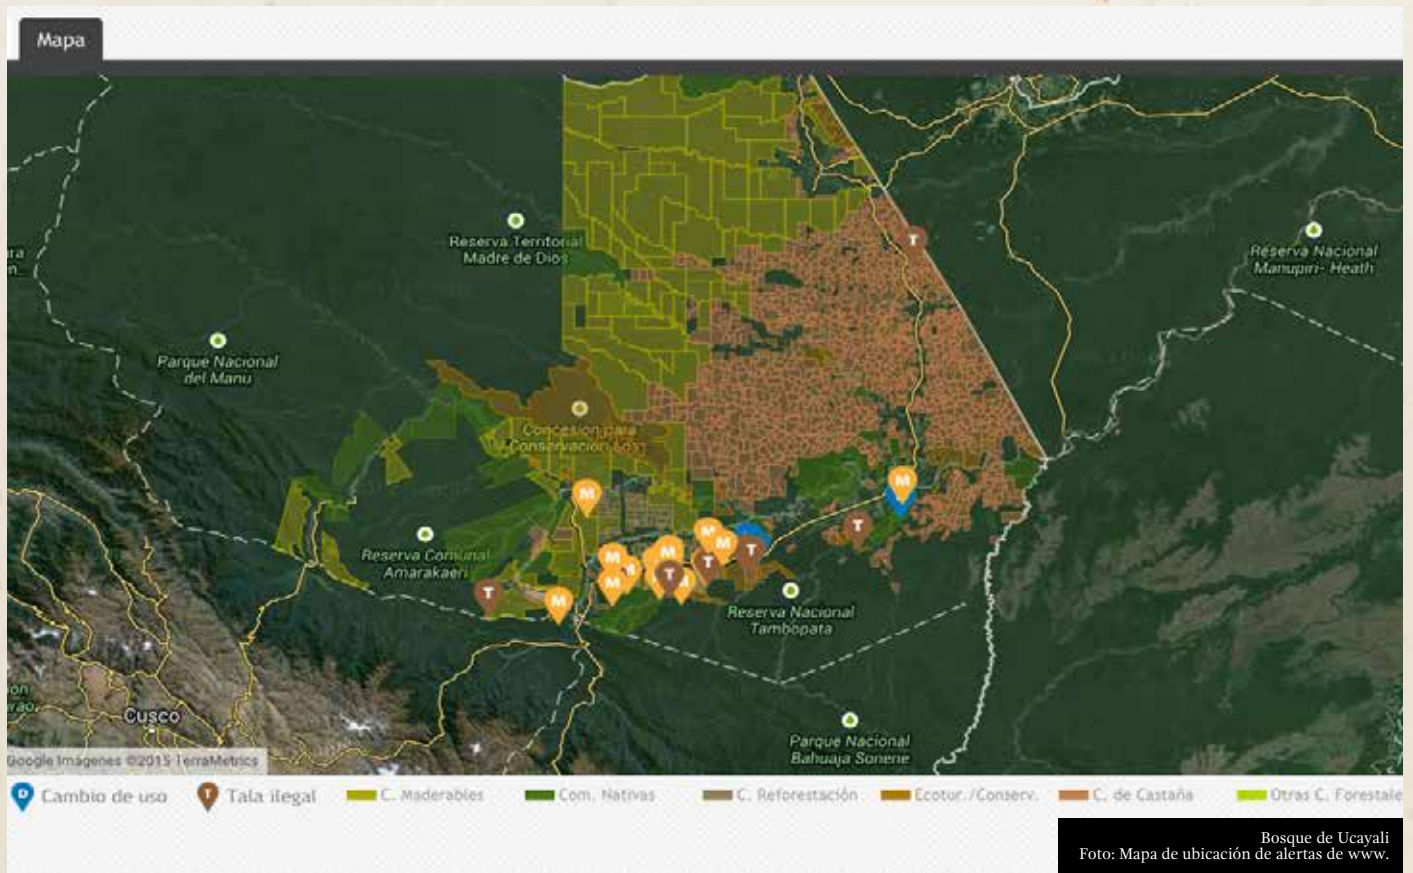 Mapa
Reserva Territorial
Madre de Dios
Reserva Nacional
Manupiri- Heath
Parque Nacional
del Manu
Concesión para
Conservación
M
T
D
Reserva Comunal
Amarakaeri
Reserva Nacional
Tambopata
Cusco
Parque Nacional
Bahuaja Sonene
Google Imágenes ©2015 TerraMetrics
D Cambio de uso
T Tala ilegal
C. Maderables
Com. Nativas
C. Reforestación
Ecotur./Conserv.
C. de Castaña
Otras C. Forestale
Bosque de Ucayali
Foto: Mapa de ubicación de alertas de www.